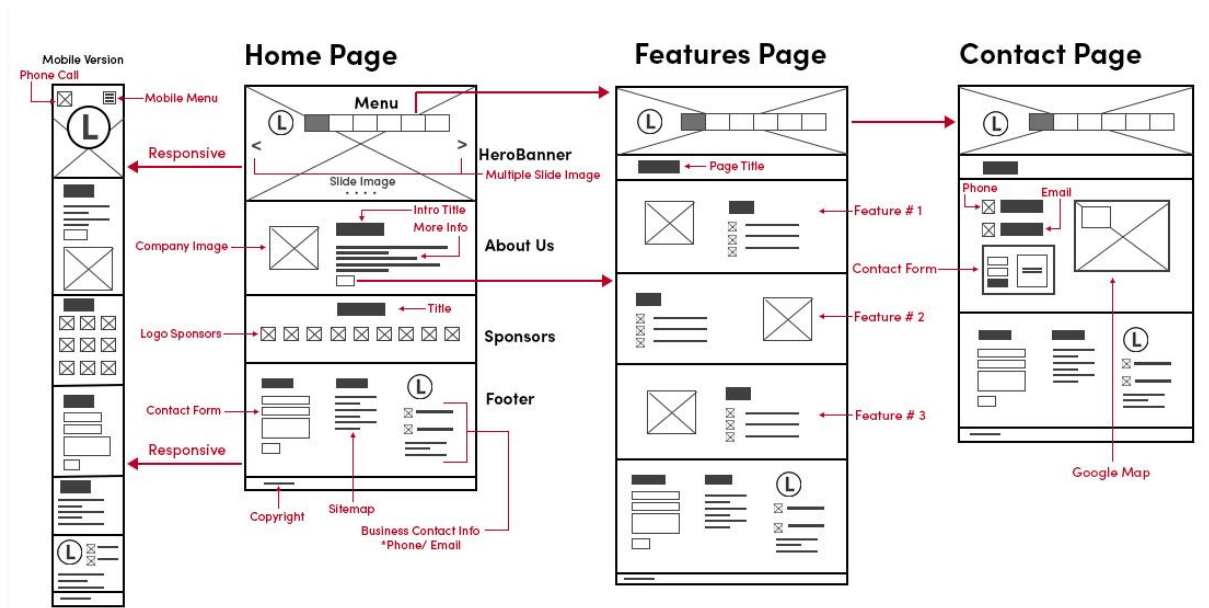 Mobile Version
Phone Call
Mobile Menu
L
Responsive
Responsive
L
Home Page
Menu
L
<
>
HeroBanner
Multiple Slide Image
Slide Image
Intro Title
More Info
Company Image
About Us
Title
Logo Sponsors
Sponsors
L
Footer
Contact Form
Copyright
Sitemap
Business Contact Info
*Phone/ Email
Features Page
L
Page Title
Feature # 1
Feature # 2
Feature # 3
L
Contact Page
L
Phone
Email
Contact Form
L
Google Map